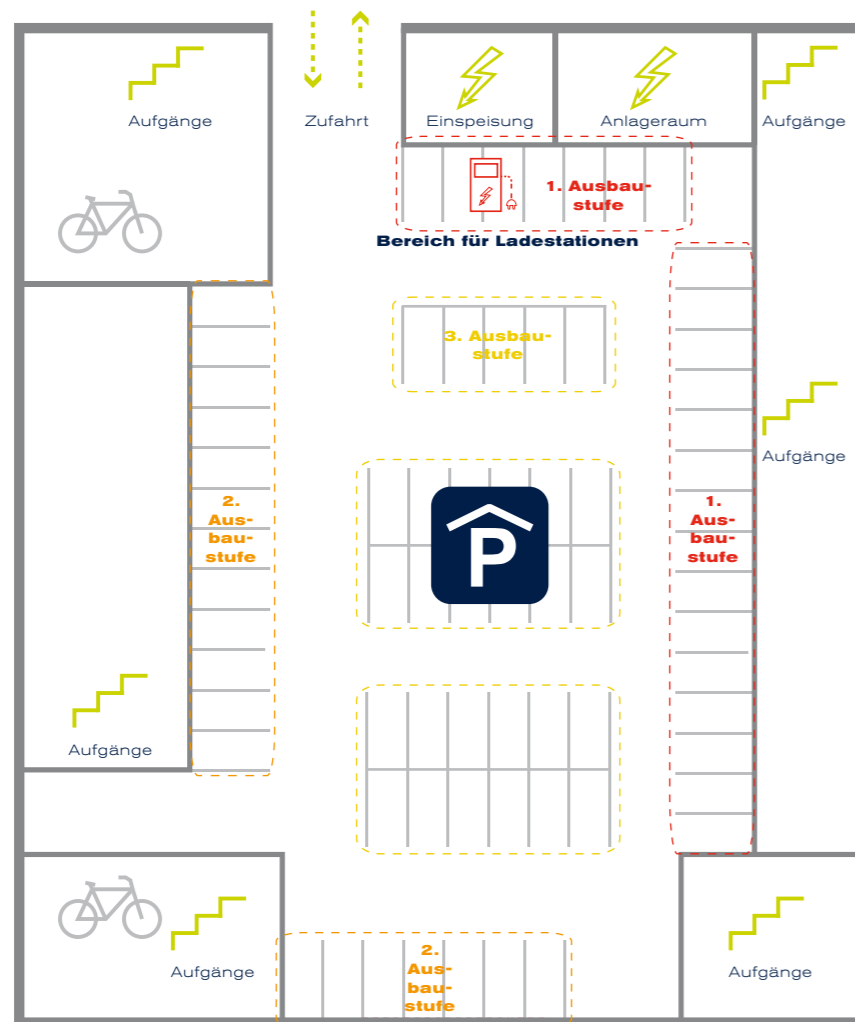 Aufgänge
Zufahrt
Einspeisung
Anlageraum
Aufgänge
1. Ausbau-
stufe
Bereich für Ladestationen
3. Ausbau-
stufe
Aufgänge
2.
Aus-
bau-
stufe
P
1.
Aus-
bau-
stufe
Aufgänge
2.
Aus-
bau-
stufe
Aufgänge
Aufgänge